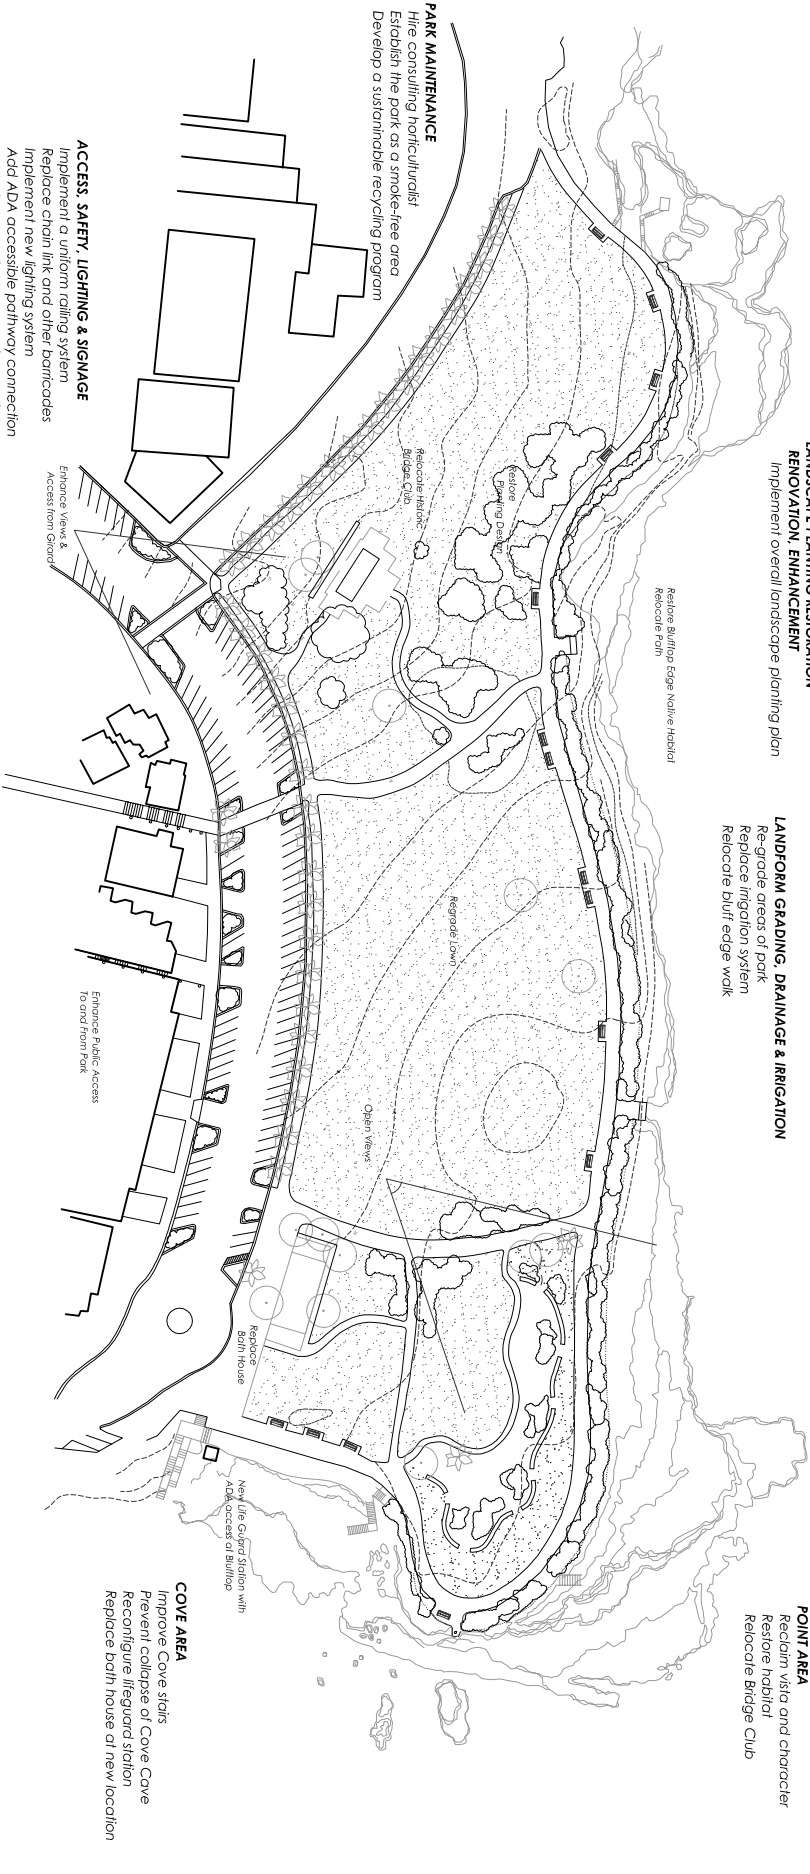 PARK MAINTENANCE
Hire consulting horticulturalist
Establish the park as a smoke-free area
Develop a sustaninable recycling program
ACCESS, SAFETY, LIGHTING & SIGNAGE
Implement a uniform railing system
Replace chain link and other barricades
Implement new lighting system
Add ADA accessible pathway connection
LANDSCAPE PLANTING RESTORATION
RENOVATION, ENHANCEMENT
Implement overall landscape planting plan
LANDFORM GRADING, DRAINAGE & IRRIGATION
Re-grade areas of park
Replace irrigation system
Relocate bluff edge walk
POINT AREA
Reclaim vista and character
Restore habitat
Relocate Bridge Club
COVE AREA
Improve Cove stairs
Prevent collapse of Cove Cave
Reconfigure lifeguard station
Replace bath house at new location
Restore Blufftop Edge Native Habitat
Relocate Path
Restore
Planting Design
Relocate Historic
Bridge Club
Enhance Views &
Access from Girard
Regrade Lawn
Open Views
Enhance Public Access
To and From Park
Replace
Bath House
New Life Guard Station with
ADA access at Blufftop